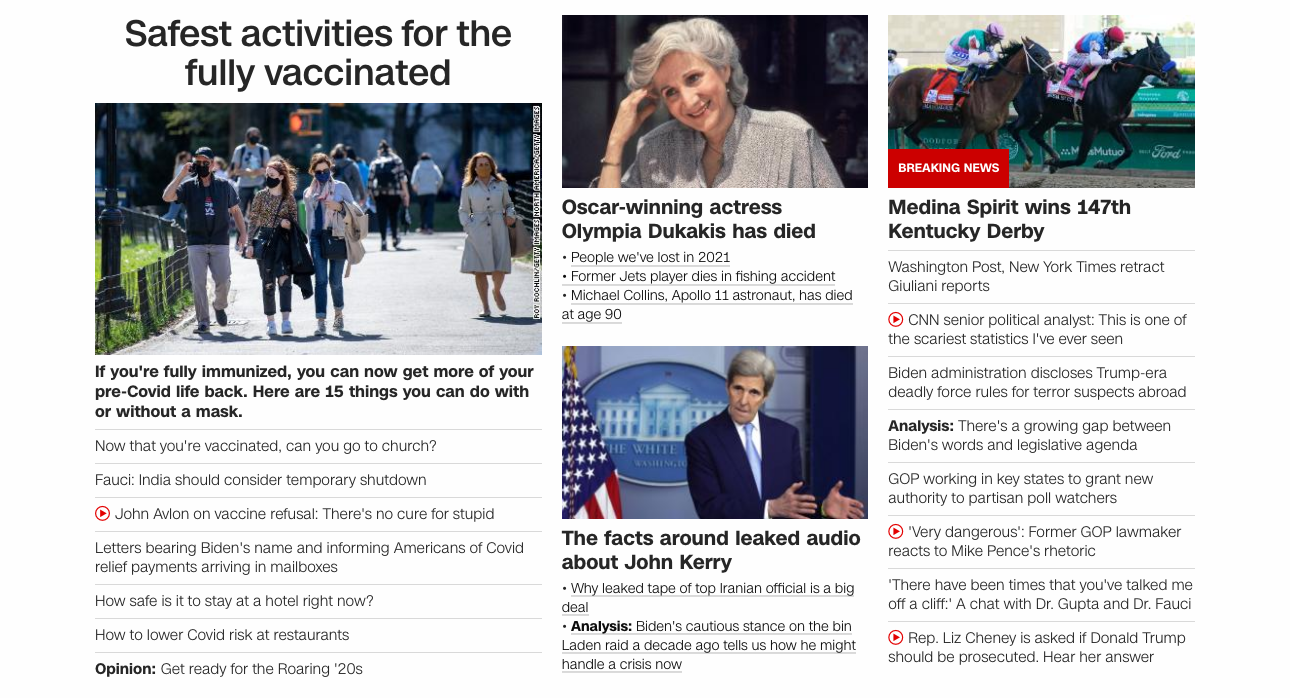 Safest activities for the
fully vaccinated
ROY ROCHLIN/GETTY IMAGES NORTH AMERICA/GETTY IMAGES
If you're fully immunized, you can now get more of your
pre-Covid life back. Here are 15 things you can do with
or without a mask.
Now that you're vaccinated, can you go to church?
Fauci: India should consider temporary shutdown
John Avlon on vaccine refusal: There's no cure for stupid
Letters bearing Biden's name and informing Americans of Covid
relief payments arriving in mailboxes
How safe is it to stay at a hotel right now?
How to lower Covid risk at restaurants
Opinion: Get ready for the Roaring '20s
Oscar-winning actress
Olympia Dukakis has died
• People we've lost in 2021
• Former Jets player dies in fishing accident
• Michael Collins, Apollo 11 astronaut, has died
at age 90
THE WHITE
WASHINGTON
The facts around leaked audio
about John Kerry
• Why leaked tape of top Iranian official is a big
deal
• Analysis: Biden's cautious stance on the bin
Laden raid a decade ago tells us how he might
handle a crisis now
MassMutual
Ford
BREAKING NEWS
Medina Spirit wins 147th
Kentucky Derby
Washington Post, New York Times retract
Giuliani reports
CNN senior political analyst: This is one of
the scariest statistics I've ever seen
Biden administration discloses Trump-era
deadly force rules for terror suspects abroad
Analysis: There's a growing gap between
Biden's words and legislative agenda
GOP working in key states to grant new
authority to partisan poll watchers
'Very dangerous': Former GOP lawmaker
reacts to Mike Pence's rhetoric
'There have been times that you've talked me
off a cliff:' A chat with Dr. Gupta and Dr. Fauci
Rep. Liz Cheney is asked if Donald Trump
should be prosecuted. Hear her answer